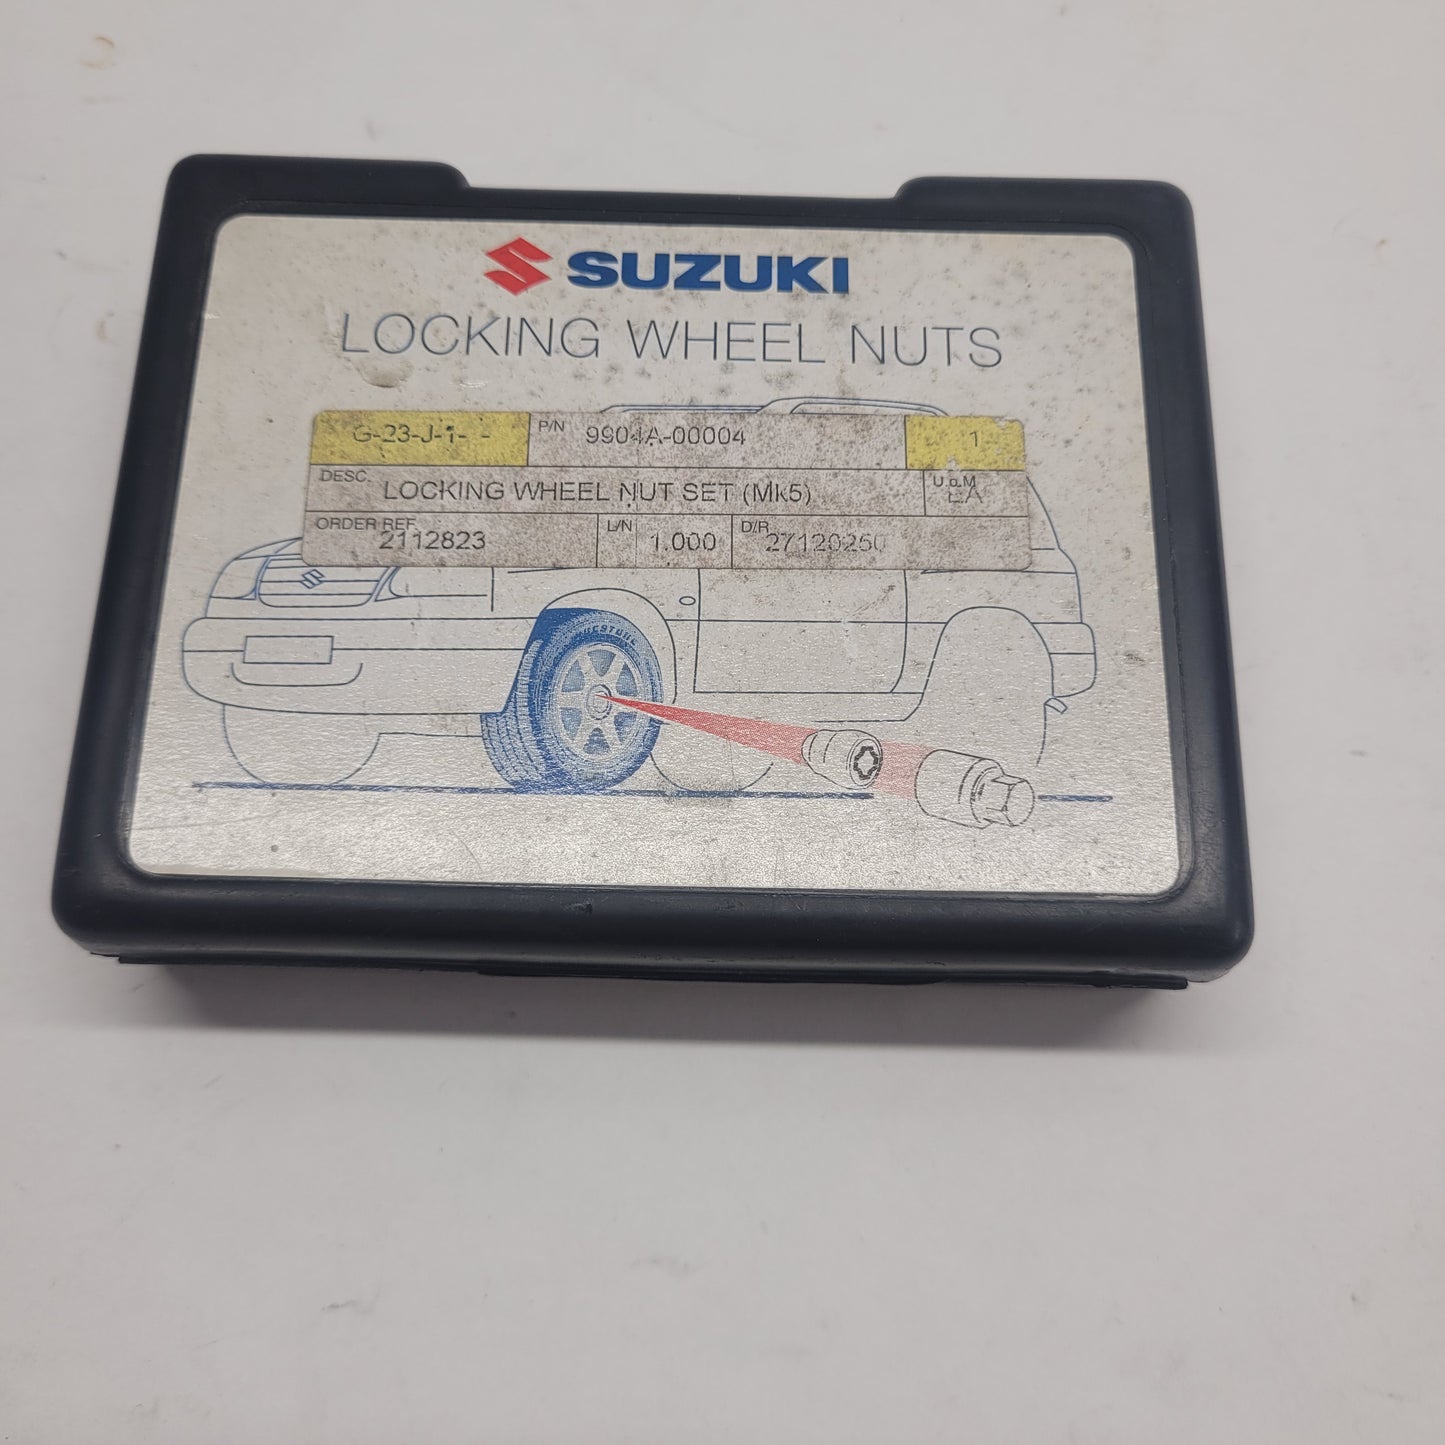 SUZUKI
LOCKING WHEEL NUTS
G-23-J-1- - P/N 9904A-00004 1
DESC. LOCKING WHEEL NUT SET (Mk5) U.o.M EA
ORDER REF. 2112823 L/N 1.000 D/R 27120250